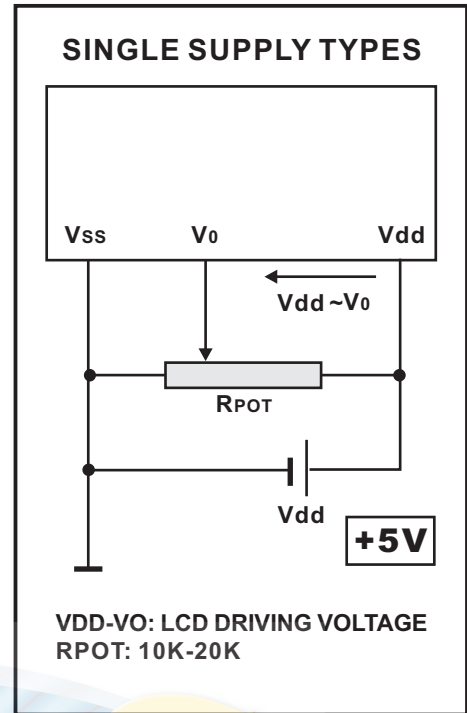 SINGLE SUPPLY TYPES
Vss V0 Vdd
Vdd ~V0
RPOT
Vdd
+5V
VDD-VO: LCD DRIVING VOLTAGE
RPOT: 10K-20K